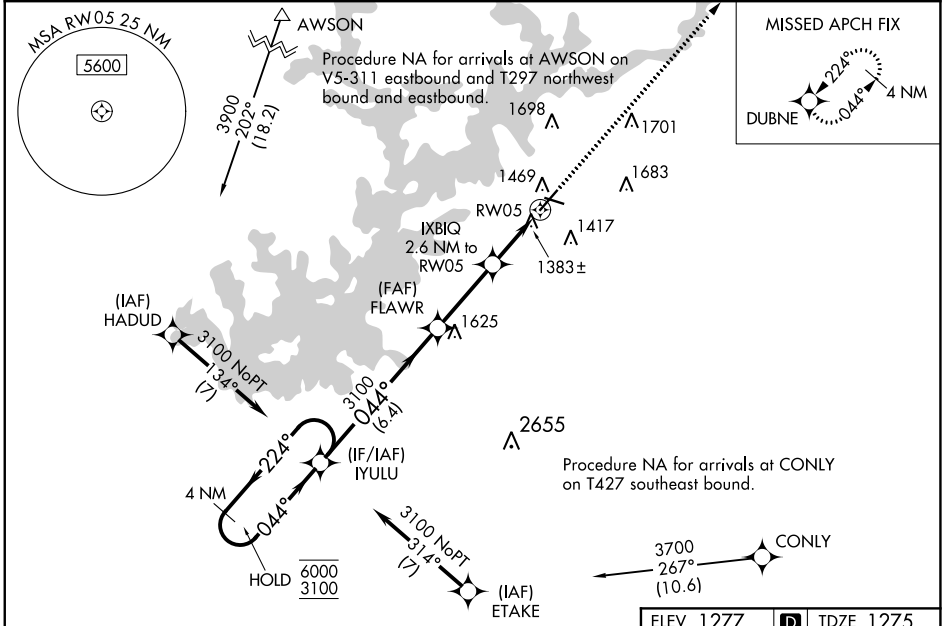 MSA RW05 25 NM
5600
AWSON
3900
202°
(18.2)
Procedure NA for arrivals at AWSON on
V5-311 eastbound and T297 northwest
bound and eastbound.
MISSED APCH FIX
224°
044°
4 NM
DUBNE
1698
1701
1469
1683
RW05
1417
1383±
IXBIQ
2.6 NM to
RW05
(FAF)
FLAWR
1625
(IAF)
HADUD
3100 NoPT
134°
(7)
3100
044°
(6.4)
2655
(IF/IAF)
IYULU
224°
044°
4 NM
HOLD
6000
3100
Procedure NA for arrivals at CONLY
on T427 southeast bound.
3100 NoPT
314°
(7)
(IAF)
ETAKE
3700
267°
(10.6)
CONLY
ELEV 1277
D
TDZE 1275